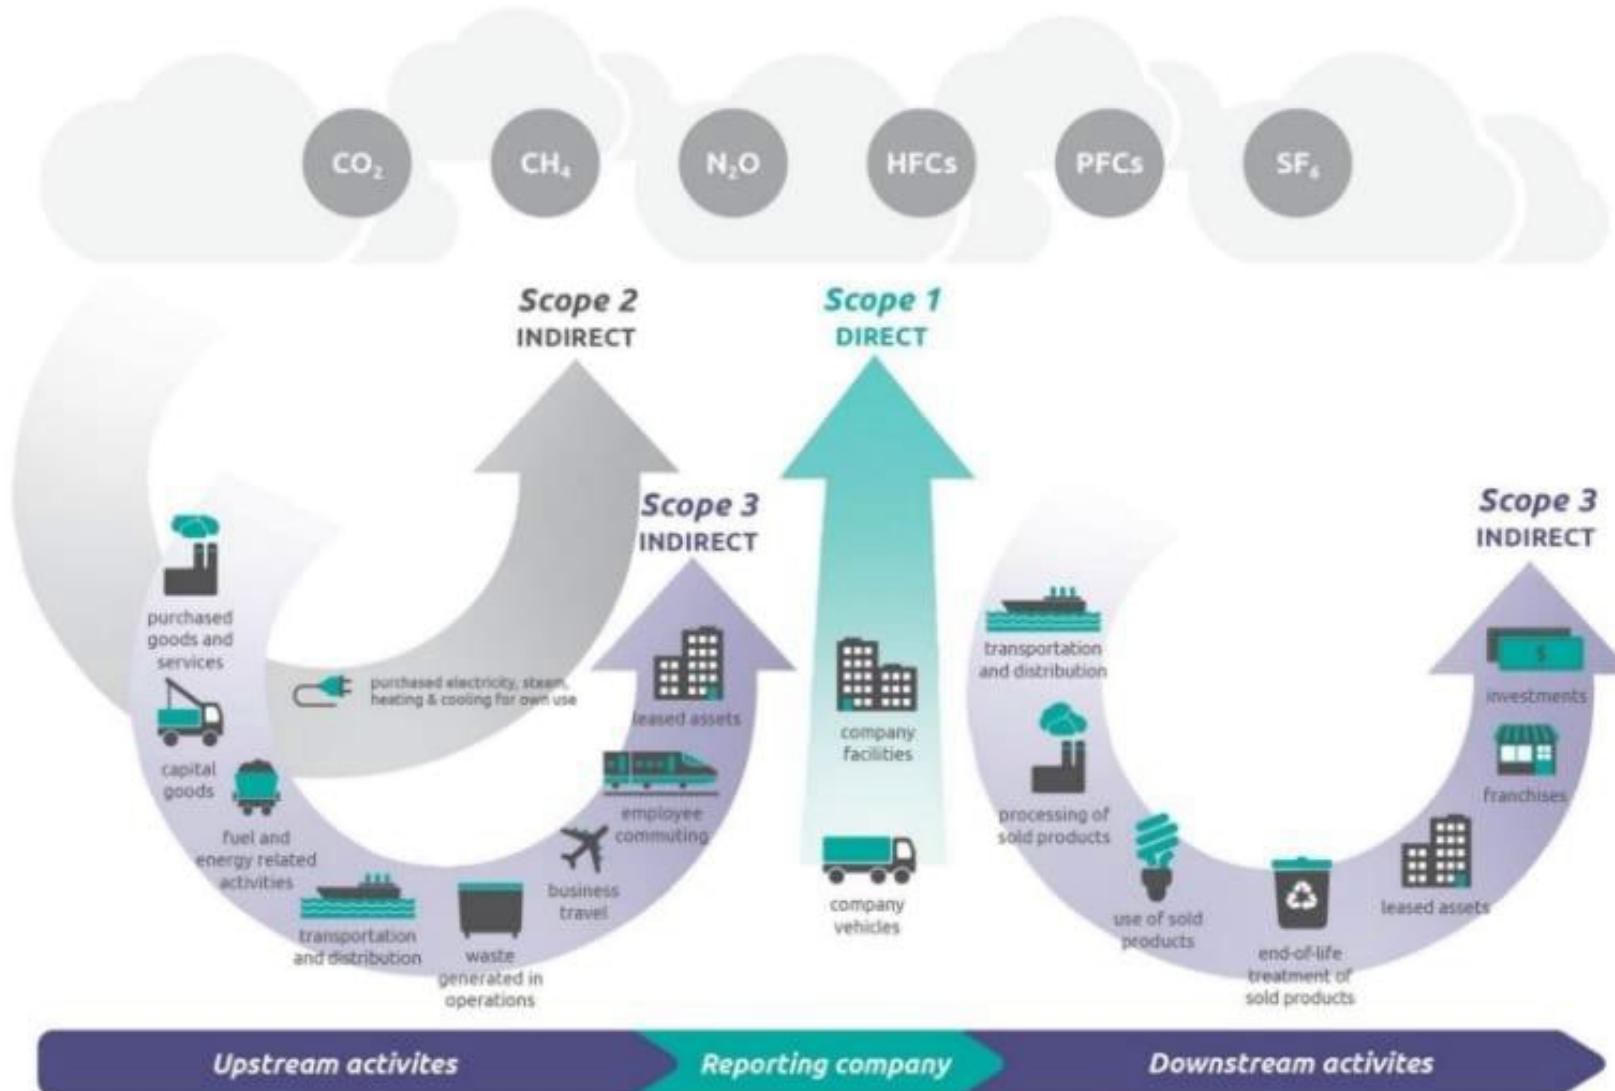 CO₂
CH₄
N₂O
HFCs
PFCs
SF₆
Scope 2
INDIRECT
Scope 1
DIRECT
Scope 3
INDIRECT
Scope 3
INDIRECT
purchased
goods and
services
capital
goods
fuel and
energy related
activities
transportation
and distribution
waste
generated in
operations
business
travel
employee
commuting
leased assets
purchased electricity, steam,
heating & cooling for own use
company
facilities
company
vehicles
transportation
and distribution
processing of
sold products
use of sold
products
end-of-life
treatment of
sold products
leased assets
franchises
$
investments
Upstream activites
Reporting company
Downstream activites